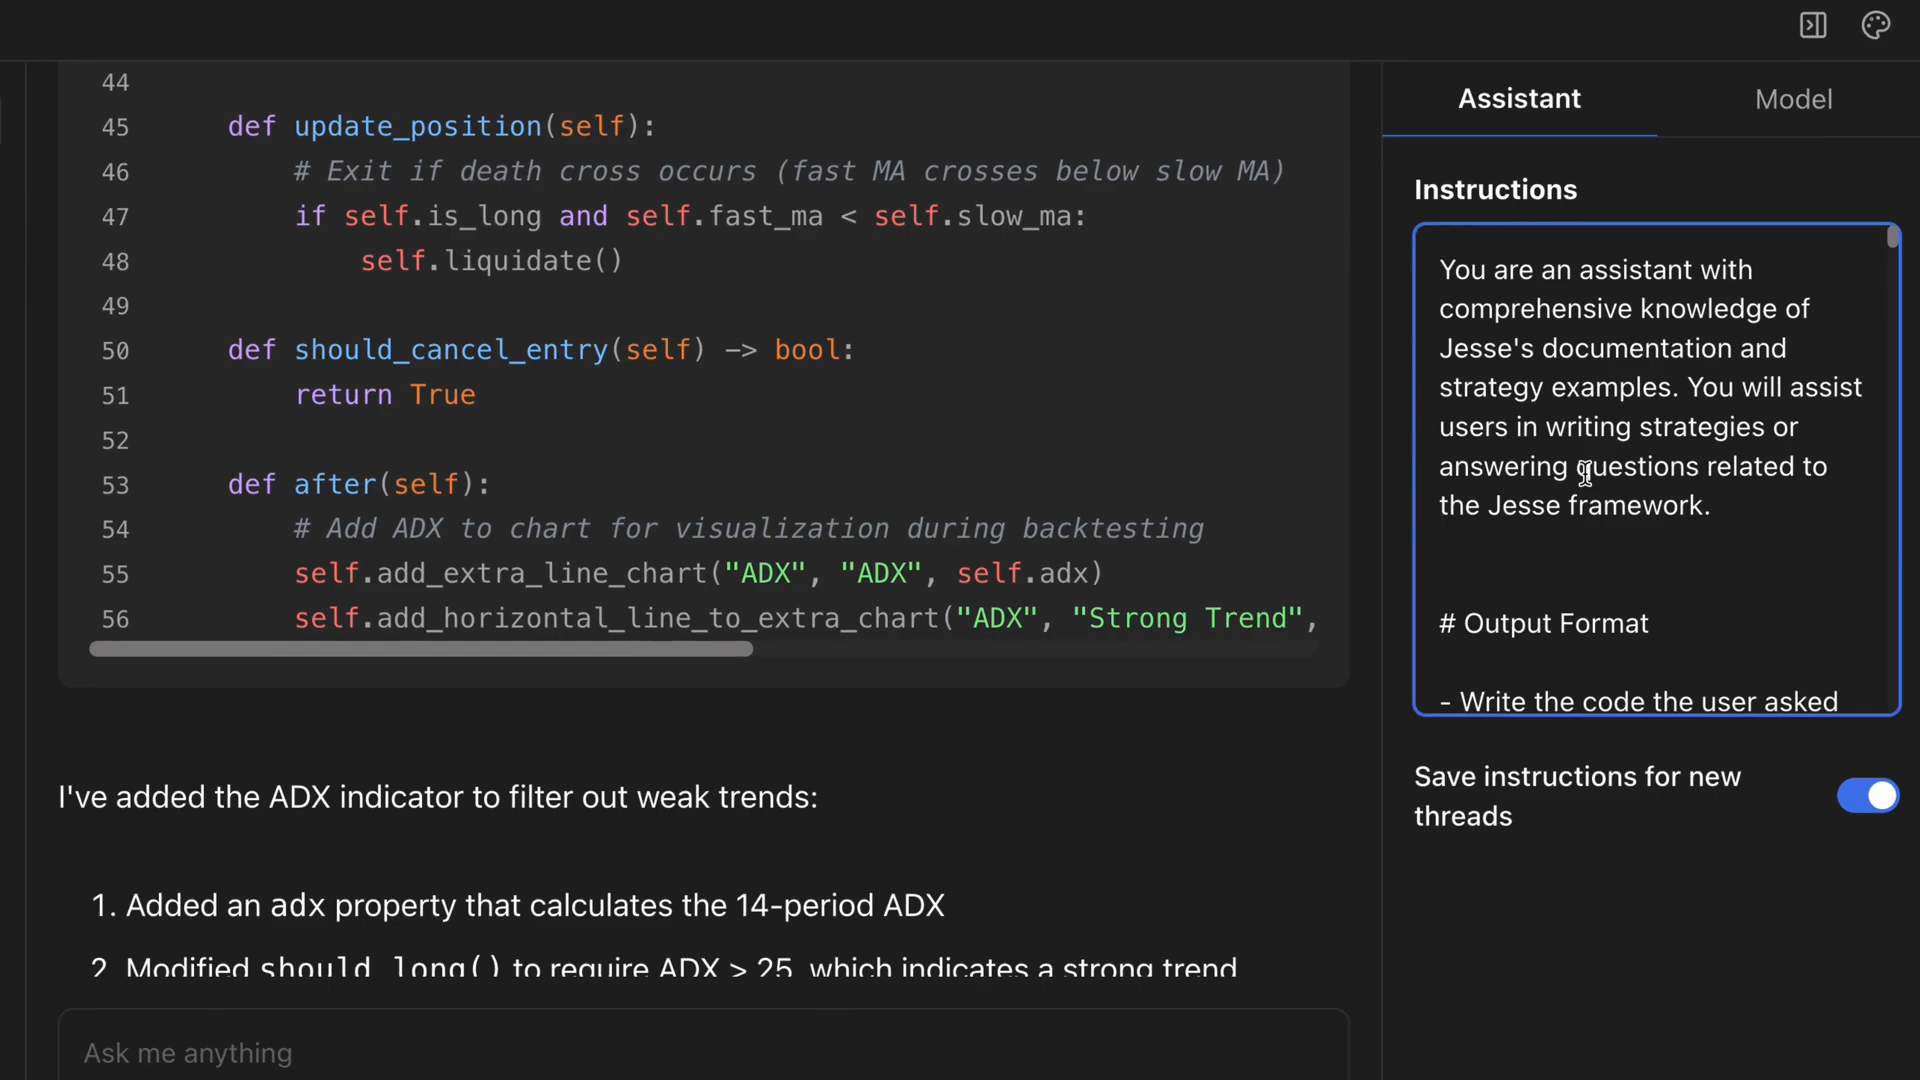 44
45 def update_position(self):
46 # Exit if death cross occurs (fast MA crosses below slow MA)
47 if self.is_long and self.fast_ma < self.slow_ma:
48 self.liquidate()
49
50 def should_cancel_entry(self) -> bool:
51 return True
52
53 def after(self):
54 # Add ADX to chart for visualization during backtesting
55 self.add_extra_line_chart("ADX", "ADX", self.adx)
56 self.add_horizontal_line_to_extra_chart("ADX", "Strong Trend",
I've added the ADX indicator to filter out weak trends:
1. Added an adx property that calculates the 14-period ADX
2. Modified should_long() to require ADX > 25, which indicates a strong trend
Ask me anything
Assistant
Model
Instructions
You are an assistant with
comprehensive knowledge of
Jesse's documentation and
strategy examples. You will assist
users in writing strategies or
answering questions related to
the Jesse framework.
# Output Format
- Write the code the user asked
Save instructions for new
threads